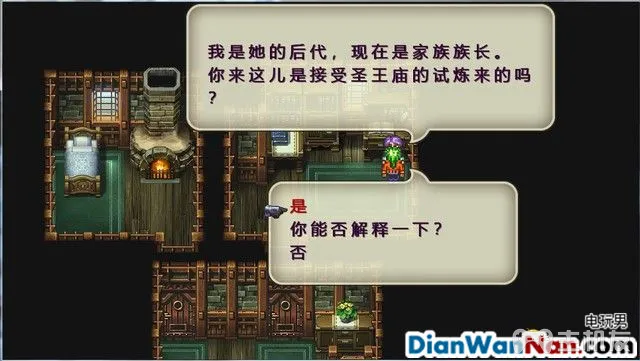 我是她的后代，现在是家族族长。
你来这儿是接受圣王庙的试炼来的吗
？
是
你能否解释一下？
否
电玩男
DianWanNan.com